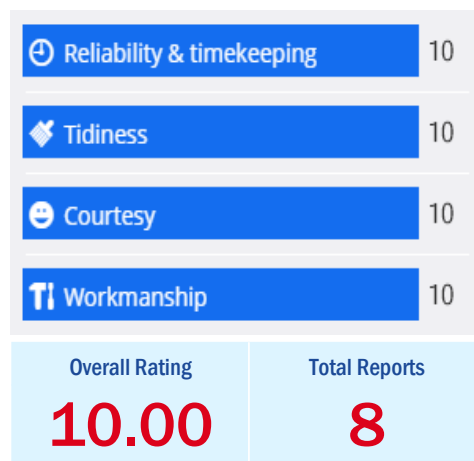 Reliability & timekeeping 10
Tidiness 10
Courtesy 10
Workmanship 10
Overall Rating Total Reports
10.00 8